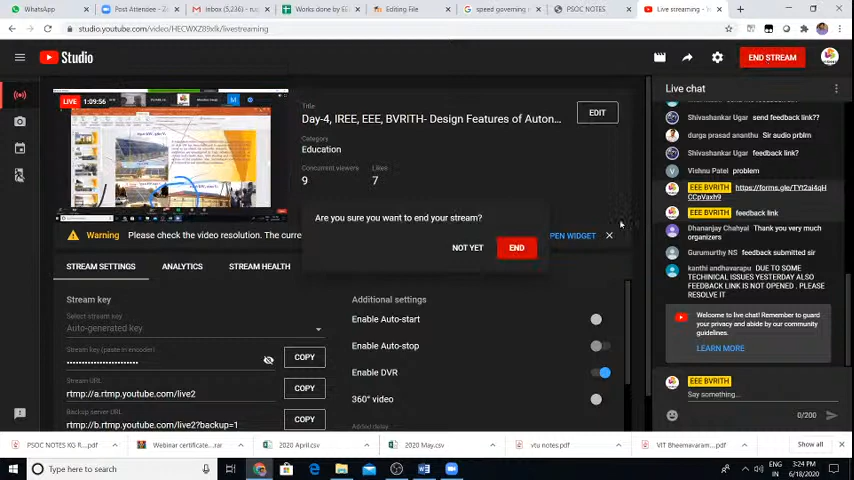 WhatsApp
Post Attendee - Zo
Inbox (5,236) - r
Works done by EE
Editing File
speed governing
PSOC NOTES
Live streaming -
studio.youtube.com/video/HECWXZ89xlk/livestreaming
Studio
END STREAM
LIVE 1:09:56
Title
Day-4, IREE, EEE, BVRITH- Design Features of Auton...
EDIT
Category
Education
Concurrent viewers
Likes
9
7
Are you sure you want to end your stream?
NOT YET
END
Warning
Please check the video resolution. The curre
PEN WIDGET
STREAM SETTINGS
ANALYTICS
STREAM HEALTH
Stream key
Select stream key
Auto-generated key
Stream key (paste in encoder)
COPY
Stream URL
rtmp://a.rtmp.youtube.com/live2
COPY
Backup server URL
rtmp://b.rtmp.youtube.com/live2?backup=1
COPY
Additional settings
Enable Auto-start
Enable Auto-stop
Enable DVR
360° video
Added delay
Live chat
Shivashankar Ugar send feedback link??
durga prasad ananthu Sir audio prblm
Shivashankar Ugar feedback link?
Vishnu Patel problem
EEE BVRITH https://forms.gle/TYt2ai4qH
CCpVaxh9
EEE BVRITH feedback link
Dhananjay Chahyal Thank you very much
organizers
Gurumurthy NS feedback submitted sir
kanthi andhavarapu DUE TO SOME
TECHINICAL ISSUES YESTERDAY ALSO
FEEDBACK LINK IS NOT OPENED . PLEASE
RESOLVE IT
Welcome to live chat! Remember to guard
your privacy and abide by our community
guidelines.
LEARN MORE
EEE BVRITH
Say something...
0/200
PSOC NOTES KG R....pdf
Webinar certificate...rar
2020 April.csv
2020 May.csv
vtu notes.pdf
VIT Bheemavaram....pdf
Show all
Type here to search
ENG
IN
3:24 PM
6/18/2020